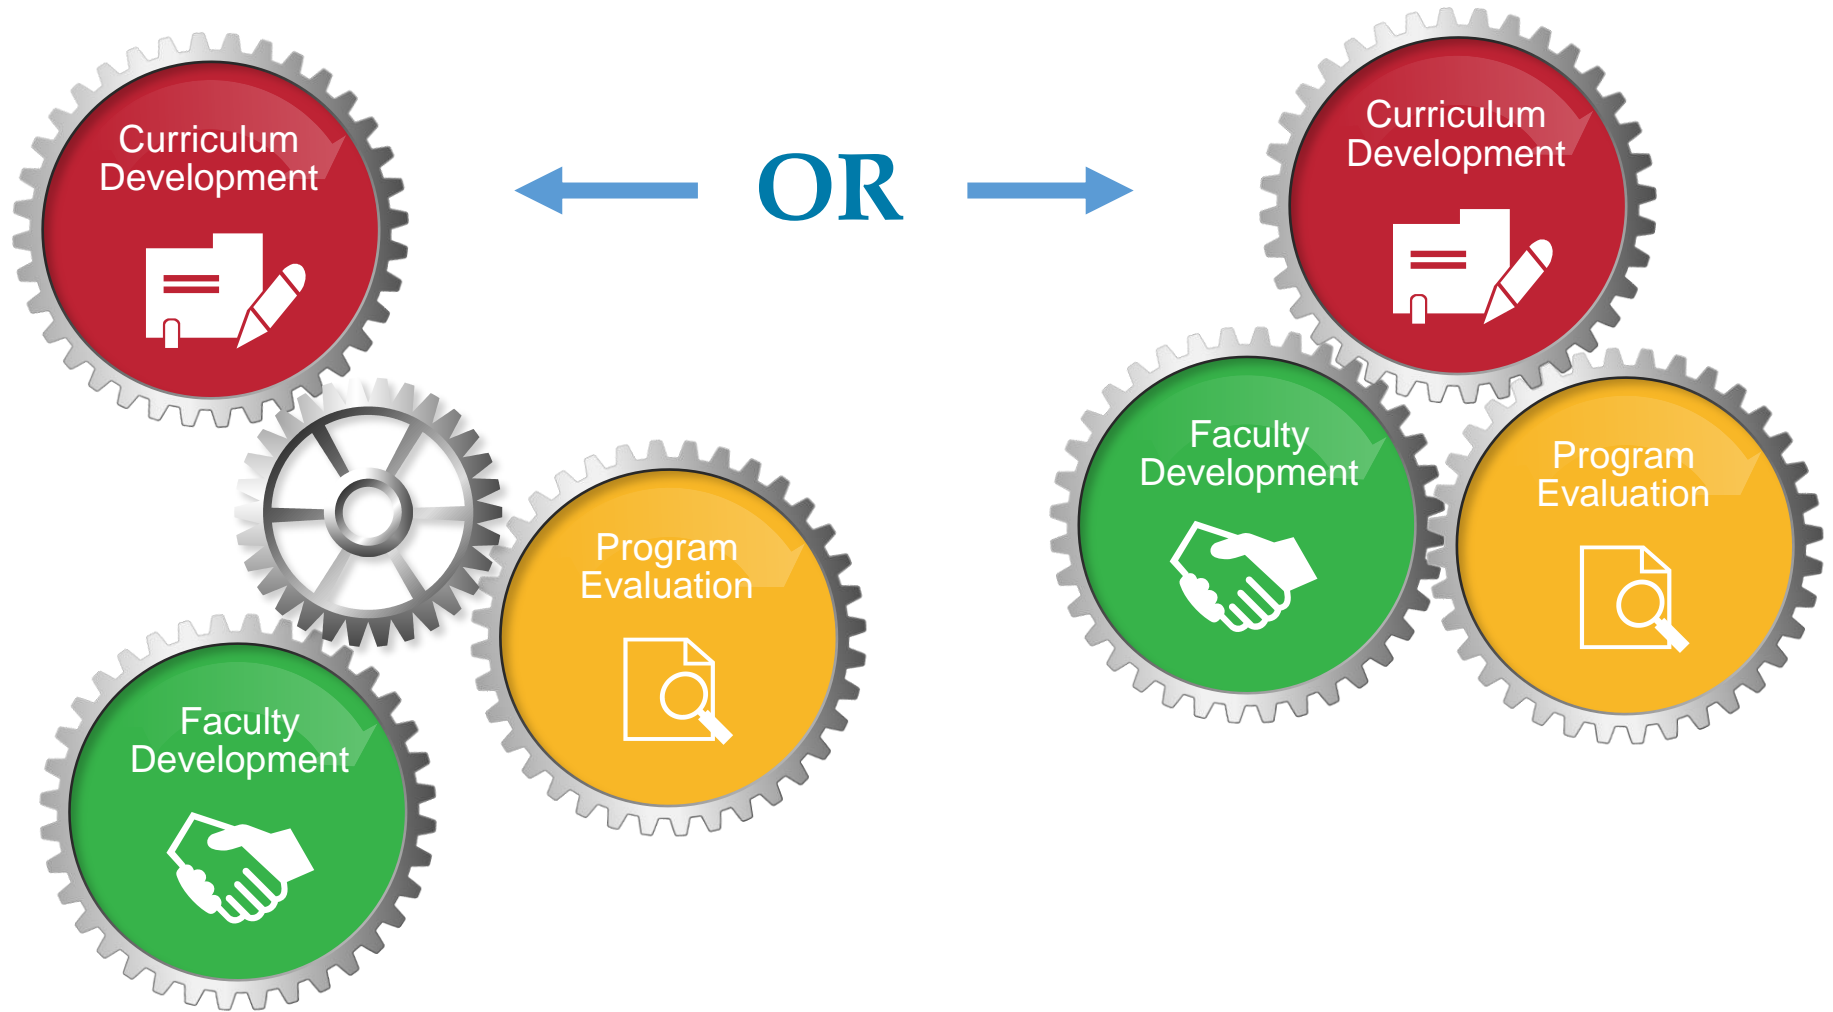 Curriculum
Development
OR
Curriculum
Development
Program
Evaluation
Faculty
Development
Faculty
Development
Program
Evaluation